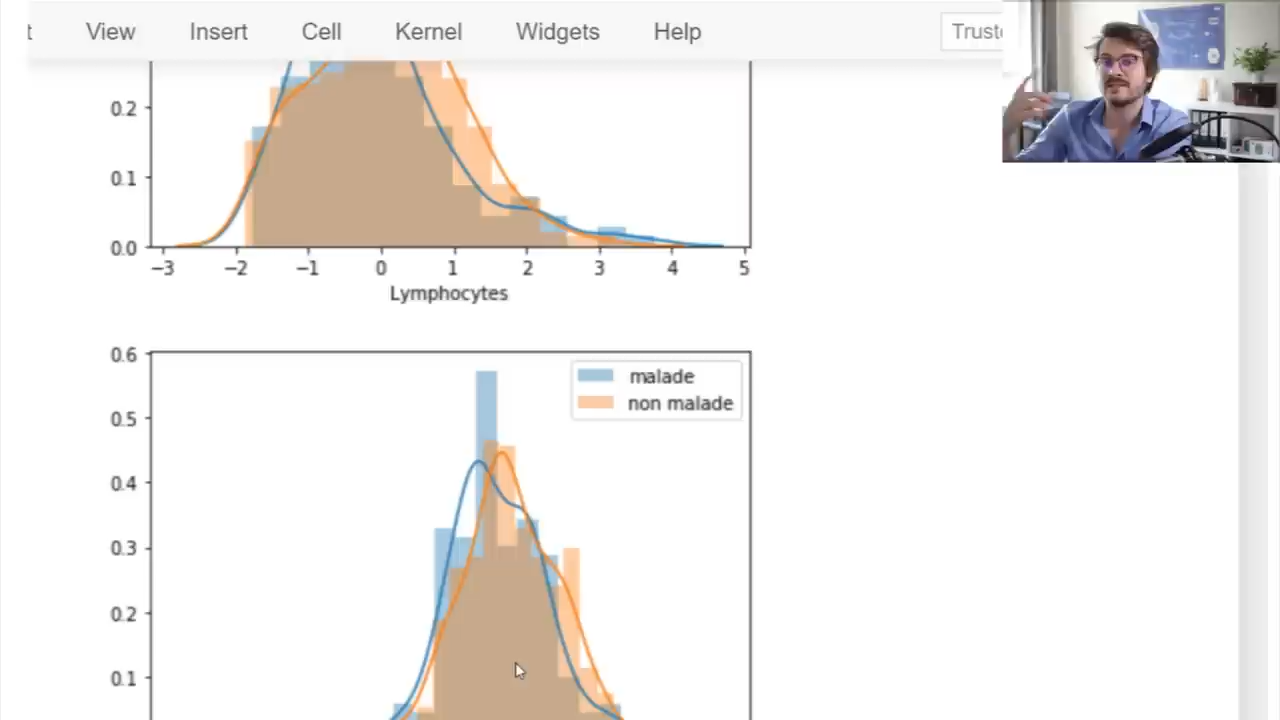 t View Insert Cell Kernel Widgets Help Truste
0.2
0.1
0.0
−3 −2 −1 0 1 2 3 4 5
Lymphocytes
0.6
malade
non malade
0.5
0.4
0.3
0.2
0.1